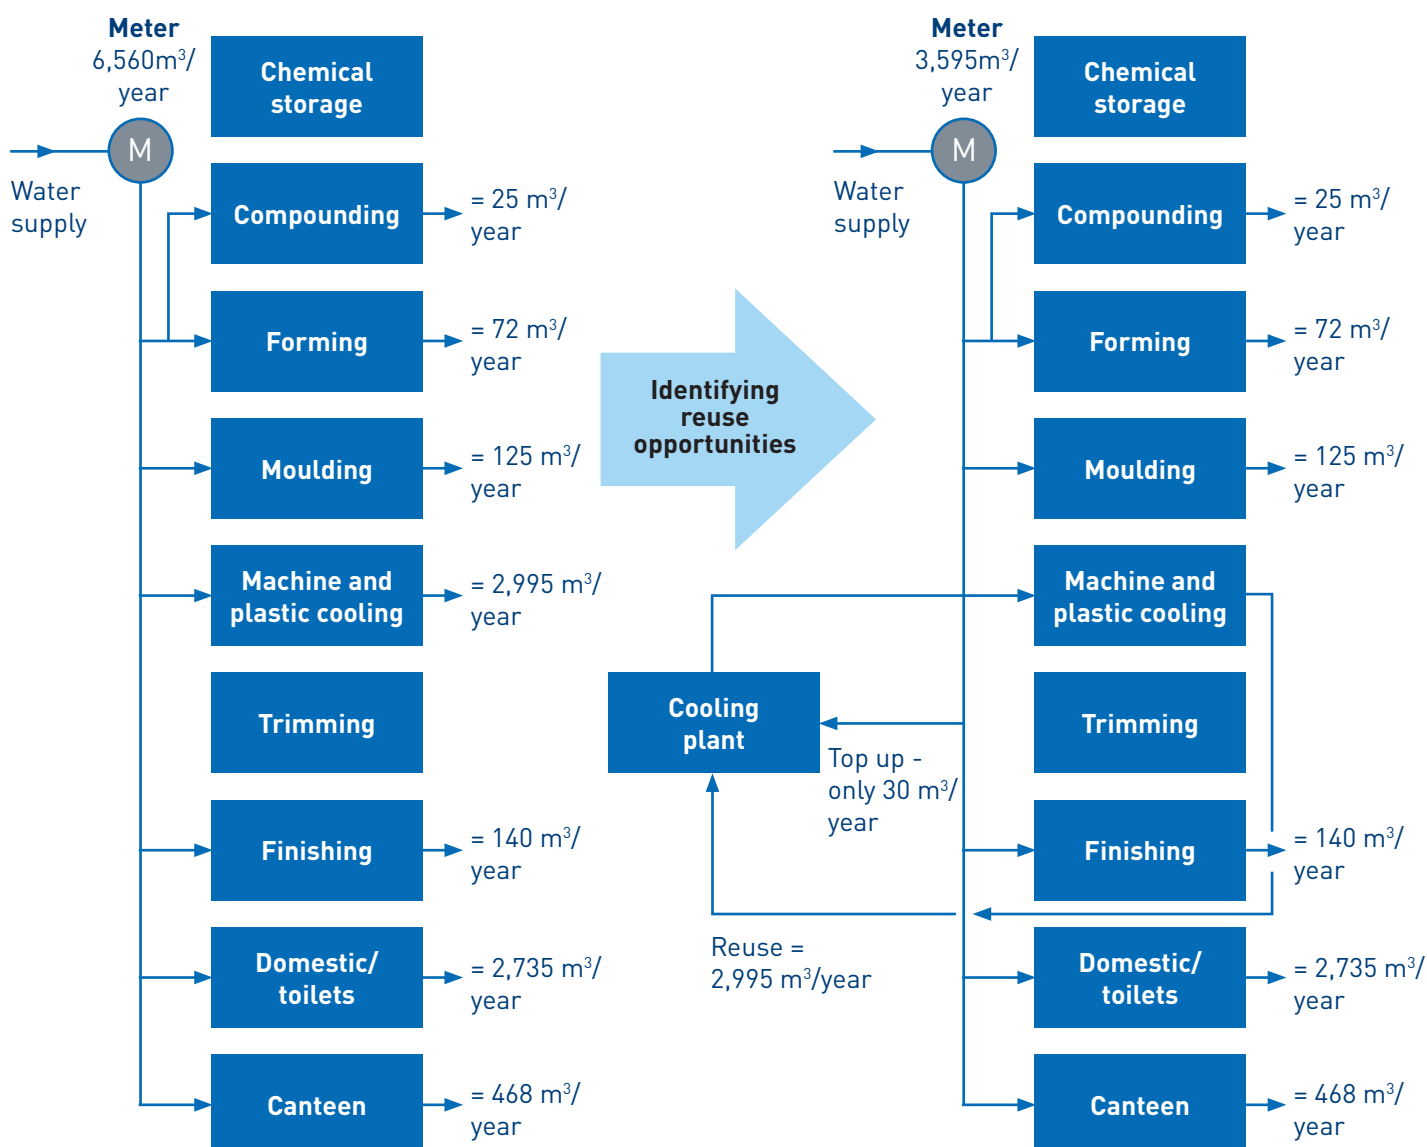 Meter
6,560m³/
year
M
Water
supply
Chemical
storage
Compounding
= 25 m³/
year
Forming
= 72 m³/
year
Moulding
= 125 m³/
year
Machine and
plastic cooling
= 2,995 m³/
year
Trimming
Finishing
= 140 m³/
year
Domestic/
toilets
= 2,735 m³/
year
Canteen
= 468 m³/
year
Identifying
reuse
opportunities
Meter
3,595m³/
year
M
Water
supply
Chemical
storage
Compounding
= 25 m³/
year
Forming
= 72 m³/
year
Moulding
= 125 m³/
year
Machine and
plastic cooling
Cooling
plant
Top up -
only 30 m³/
year
Reuse =
2,995 m³/year
Trimming
Finishing
= 140 m³/
year
Domestic/
toilets
= 2,735 m³/
year
Canteen
= 468 m³/
year